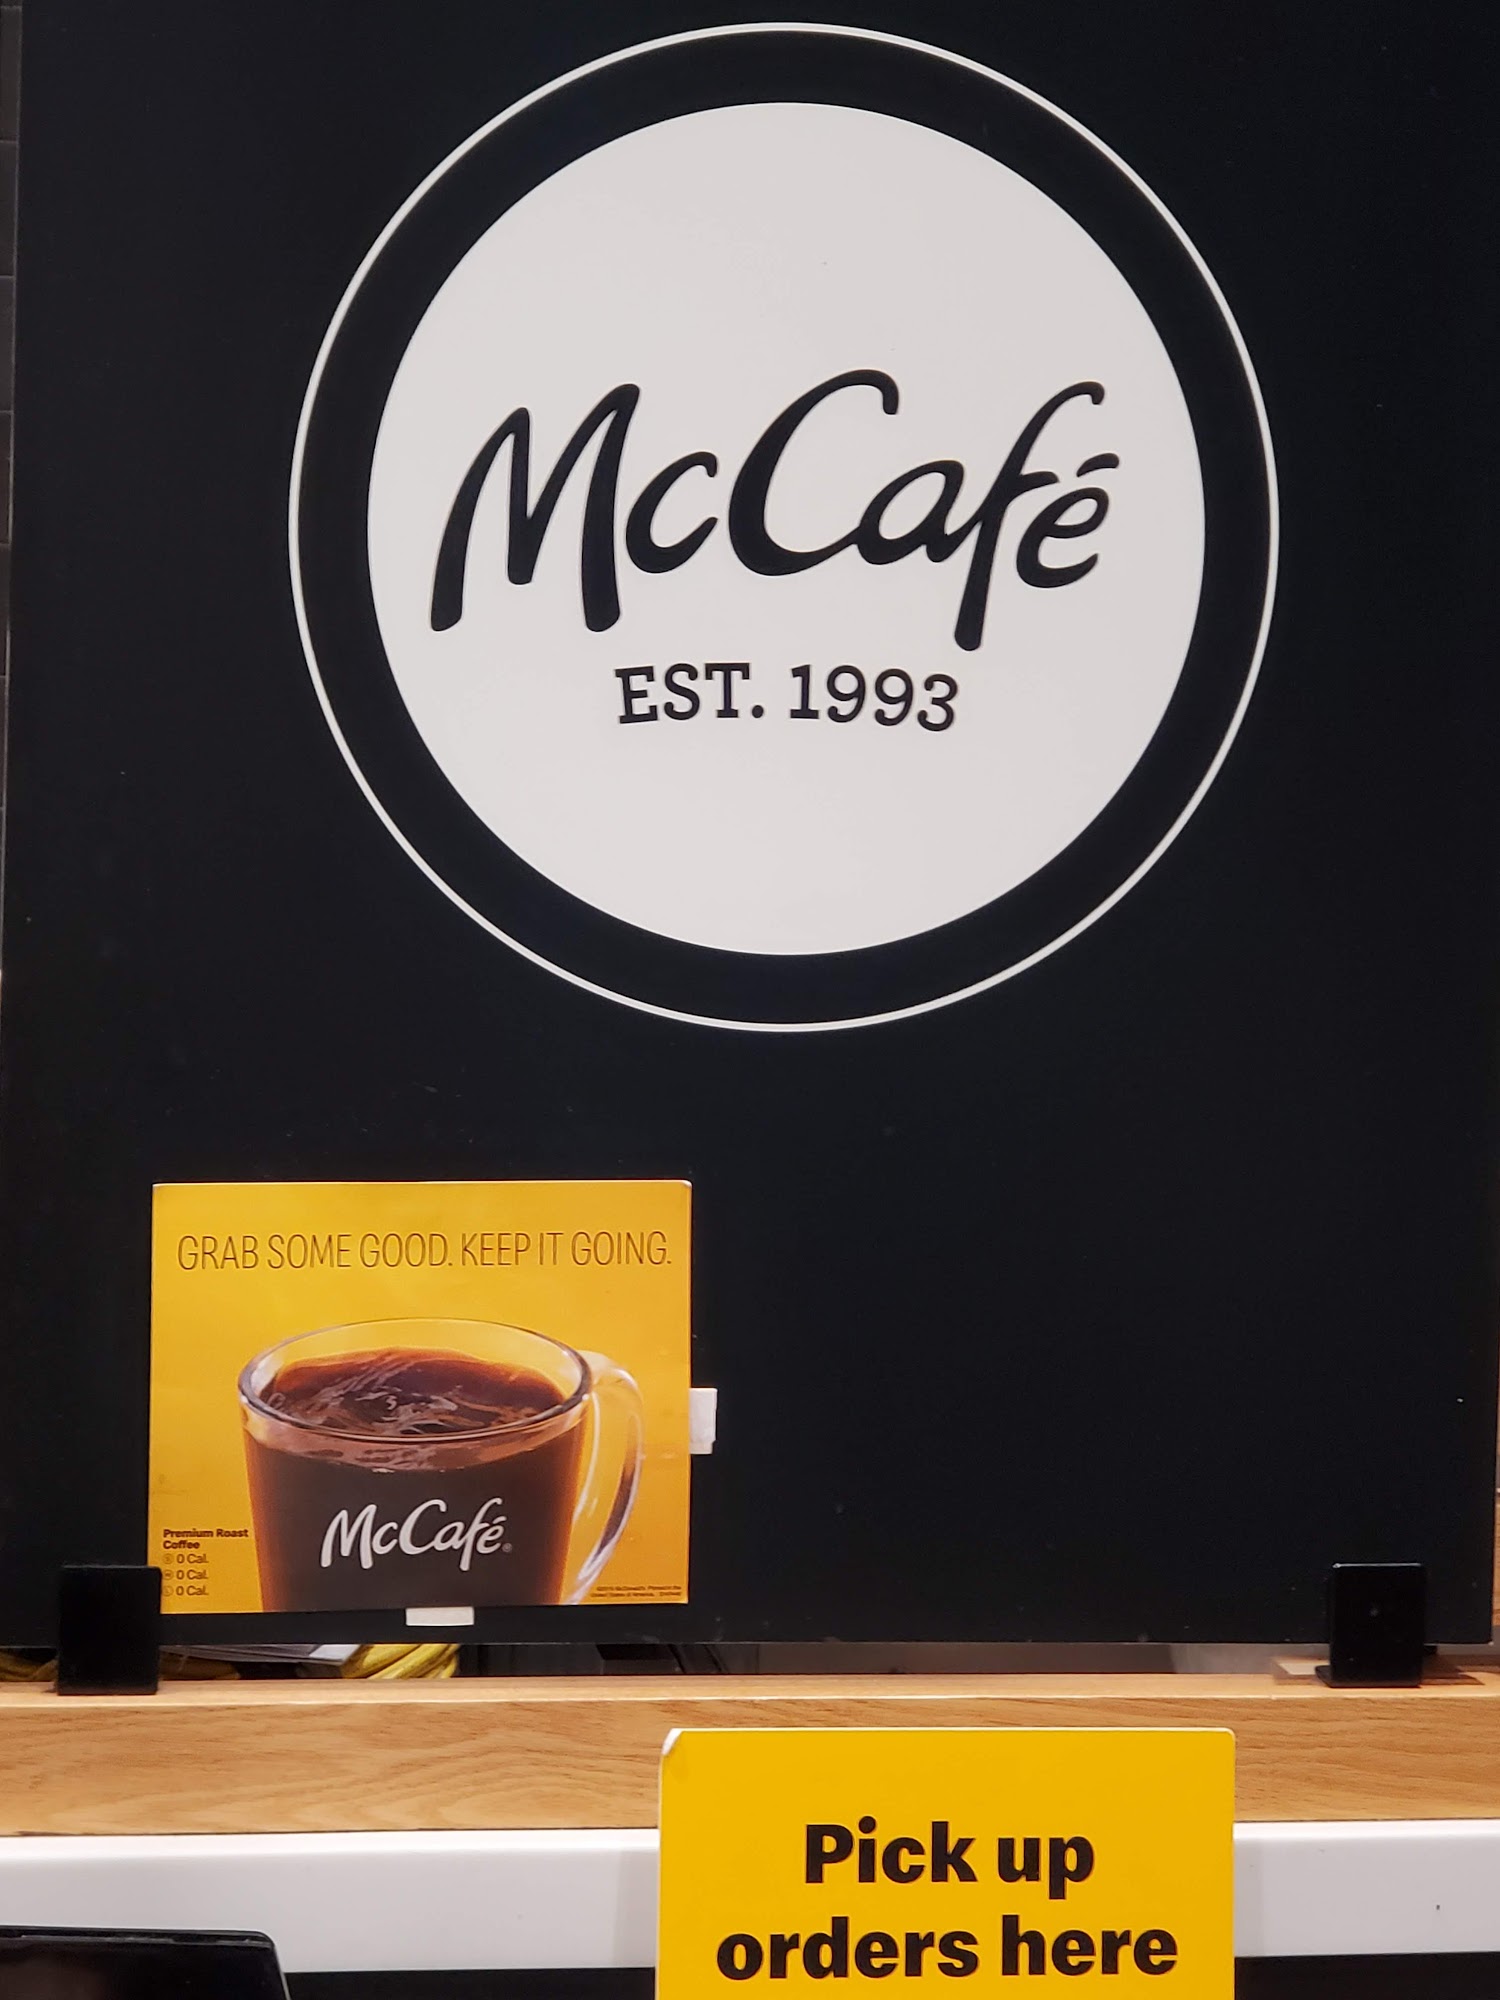 McCafé
EST. 1993
GRAB SOME GOOD. KEEP IT GOING.
McCafé®
Premium Roast
Coffee
S 0 Cal.
M 0 Cal.
L 0 Cal.
Pick up
orders here